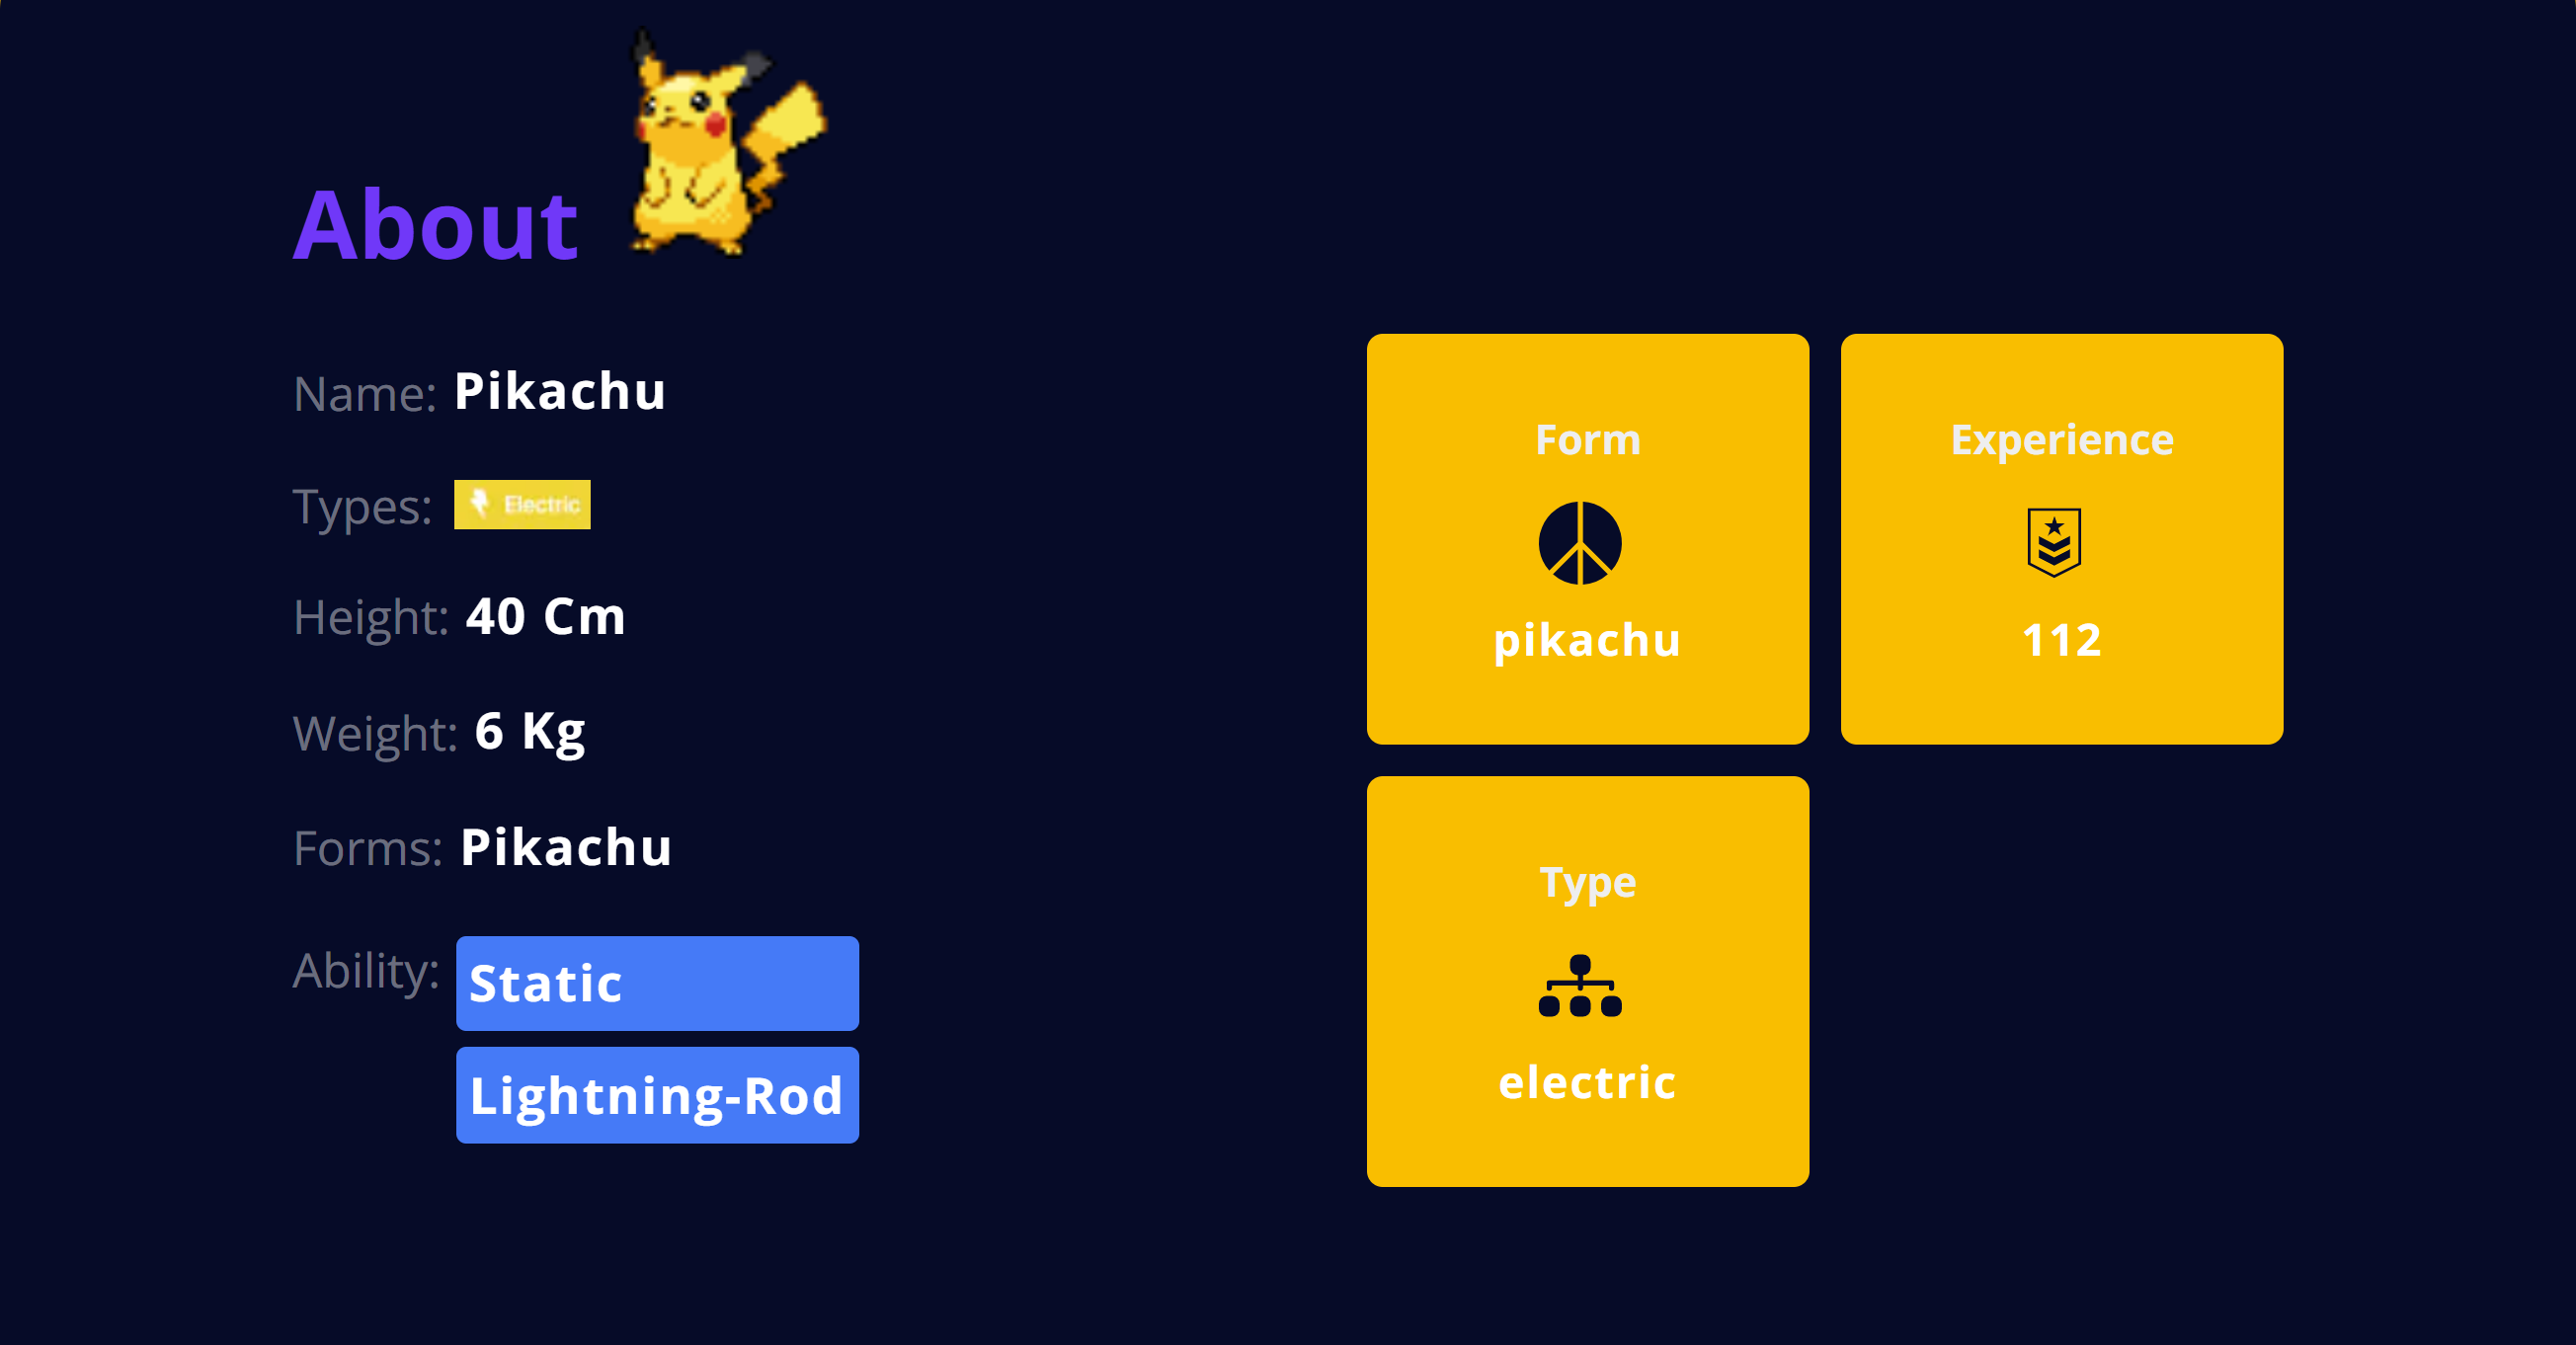 About
Name: Pikachu
Types: Electric
Height: 40 Cm
Weight: 6 Kg
Forms: Pikachu
Ability: Static
Lightning-Rod
Form
pikachu
Experience
112
Type
electric